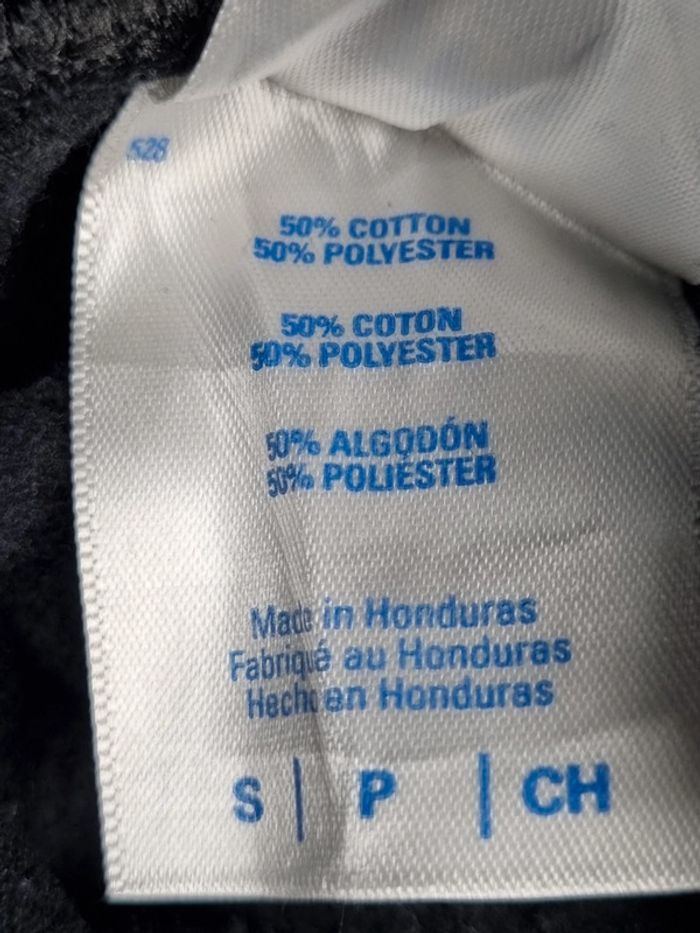 528
50% COTTON
50% POLYESTER
50% COTON
50% POLYESTER
50% ALGODÓN
50% POLIÉSTER
Made in Honduras
Fabriqué au Honduras
Hecho en Honduras
S | P | CH